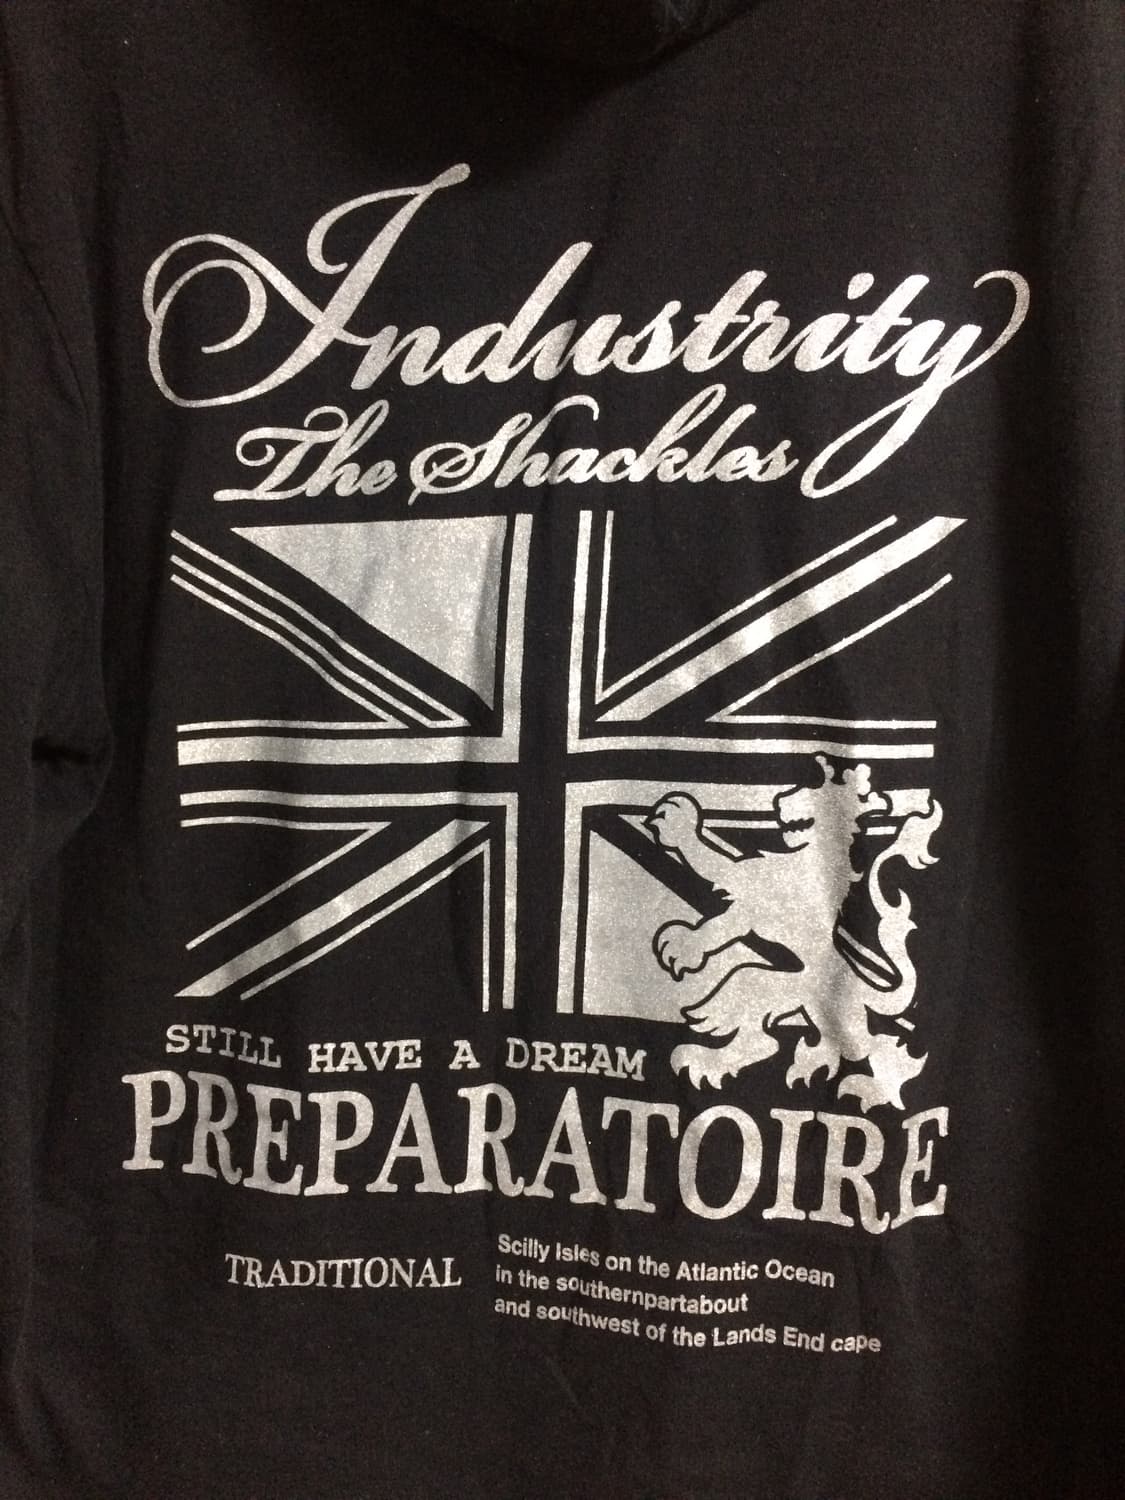 Industrity
The Shackles
STILL HAVE A DREAM
PREPARATOIRE
TRADITIONAL
Scilly Isles on the Atlantic Ocean
in the southernpartabout
and southwest of the Lands End cape